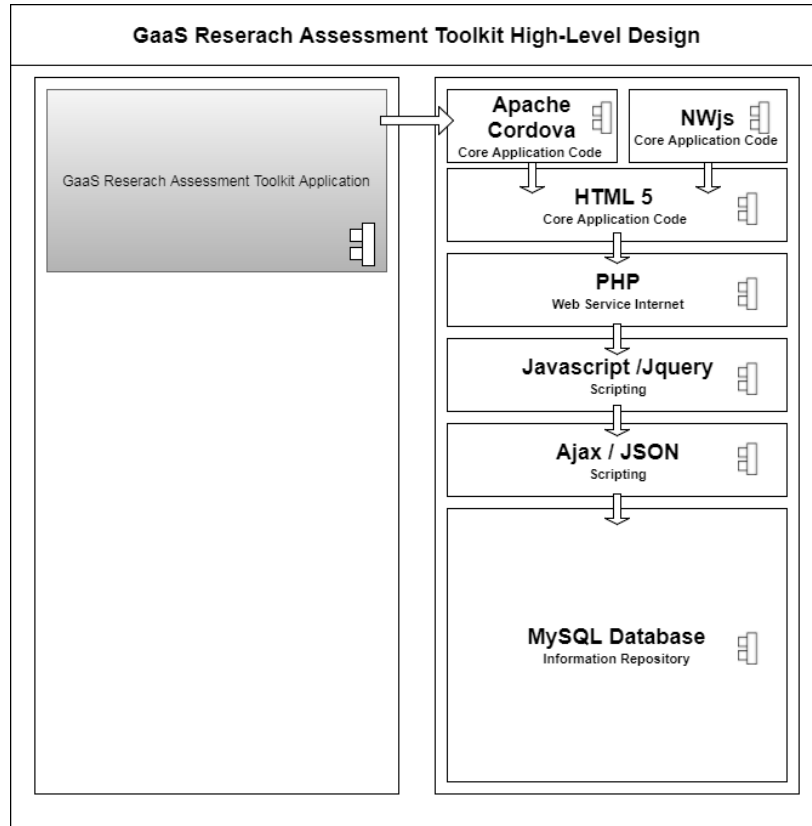 GaaS Reserach Assessment Toolkit High-Level Design
GaaS Reserach Assessment Toolkit Application
Apache
Cordova
Core Application Code
NWjs
Core Application Code
HTML 5
Core Application Code
PHP
Web Service Internet
Javascript /Jquery
Scripting
Ajax / JSON
Scripting
MySQL Database
Information Repository